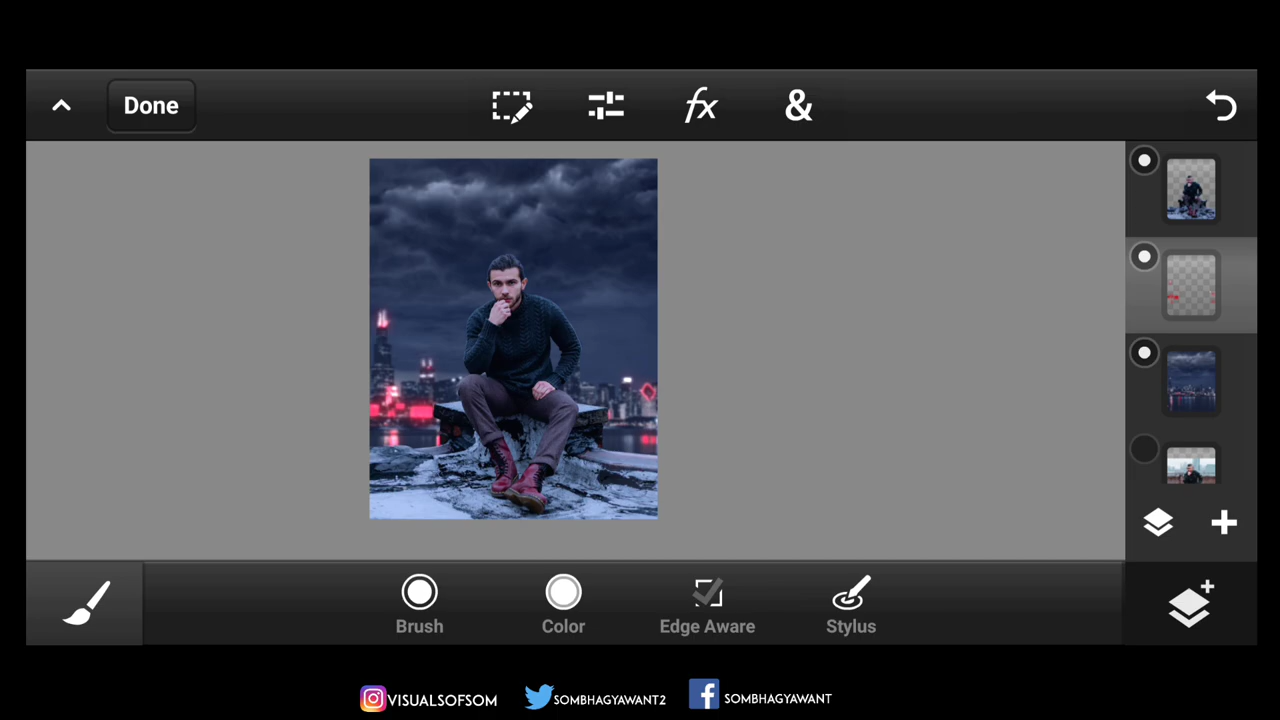 Done
fx
&
Brush
Color
Edge Aware
Stylus
VISUALSOFSOM
SOMBHAGYAWANT2
SOMBHAGYAWANT